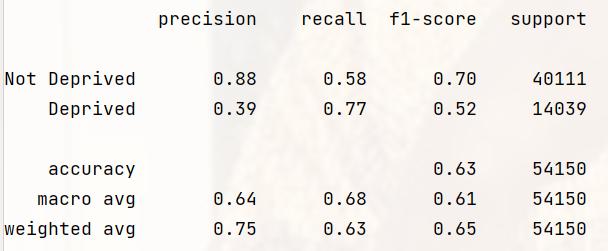 precision recall f1-score support
Not Deprived 0.88 0.58 0.70 40111
Deprived 0.39 0.77 0.52 14039
accuracy 0.63 54150
macro avg 0.64 0.68 0.61 54150
weighted avg 0.75 0.63 0.65 54150